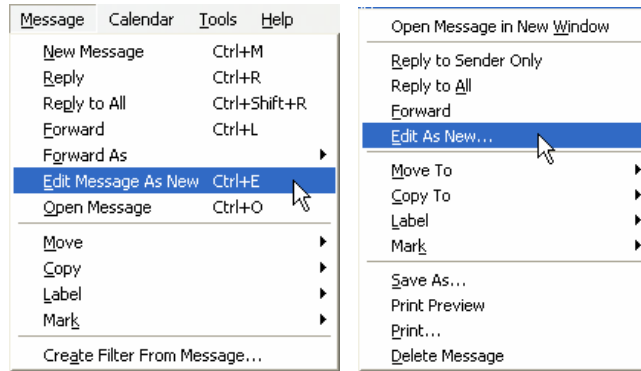 Message Calendar Tools Help
New Message Ctrl+M
Reply Ctrl+R
Reply to All Ctrl+Shift+R
Forward Ctrl+L
Forward As
Edit Message As New Ctrl+E
Open Message Ctrl+O
Move
Copy
Label
Mark
Create Filter From Message...
Open Message in New Window
Reply to Sender Only
Reply to All
Forward
Edit As New...
Move To
Copy To
Label
Mark
Save As...
Print Preview
Print...
Delete Message